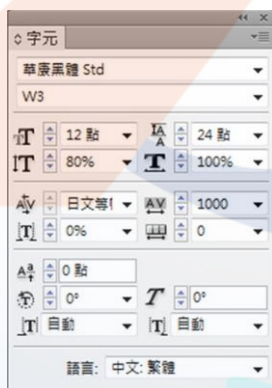 字元
華康黑體 Std
W3
12 點 24 點
80% 100%
日文等 1000
0% 0
0 點
0° 0°
自動 自動
語言: 中文: 繁體